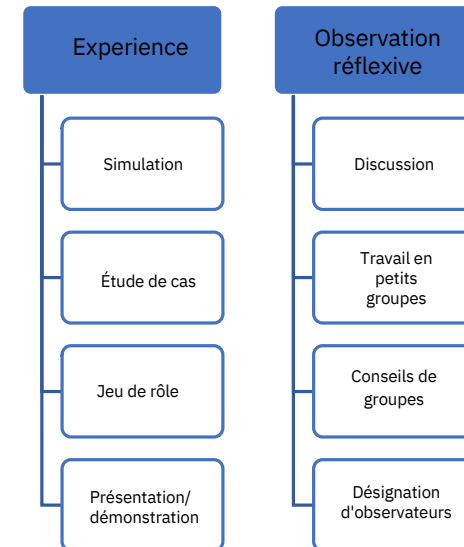 Experience
Simulation
Étude de cas
Jeu de rôle
Présentation/
démonstration
Observation
réflexive
Discussion
Travail en
petits
groupes
Conseils de
groupes
Désignation
d'observateurs